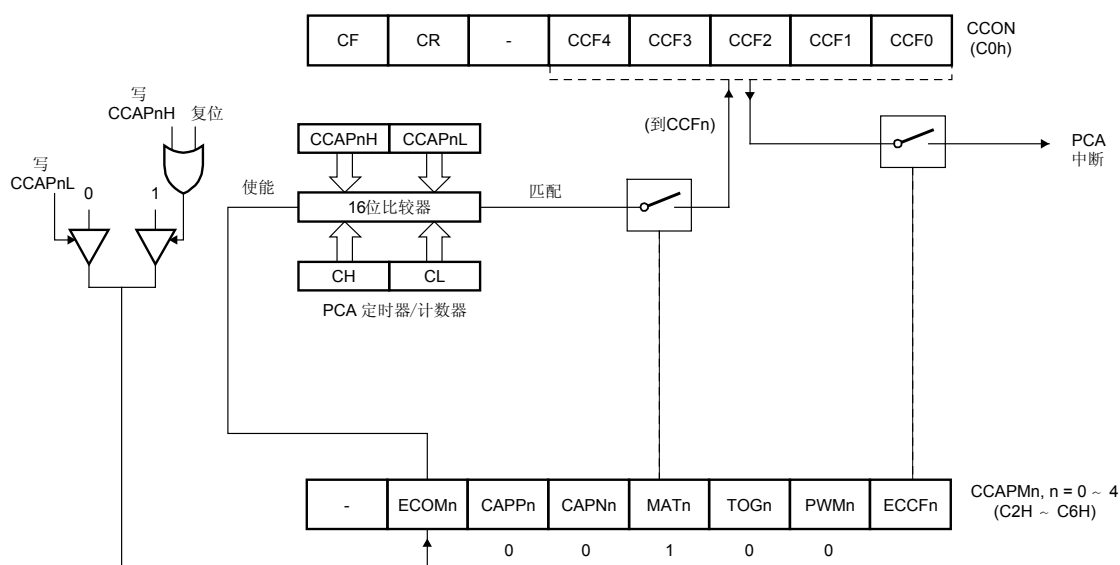 CF CR - CCF4 CCF3 CCF2 CCF1 CCF0
CCON
(C0h)
写
CCAPnH
复位
写
CCAPnL
0
1
CCAPnH CCAPnL
(到CCFn)
PCA
中断
使能
16位比较器
匹配
CH CL
PCA 定时器/计数器
- ECOMn CAPPn CAPNn MATn TOGn PWMn ECCFn
CCAPMn, n = 0 ~ 4
(C2H ~ C6H)
0 0 1 0 0